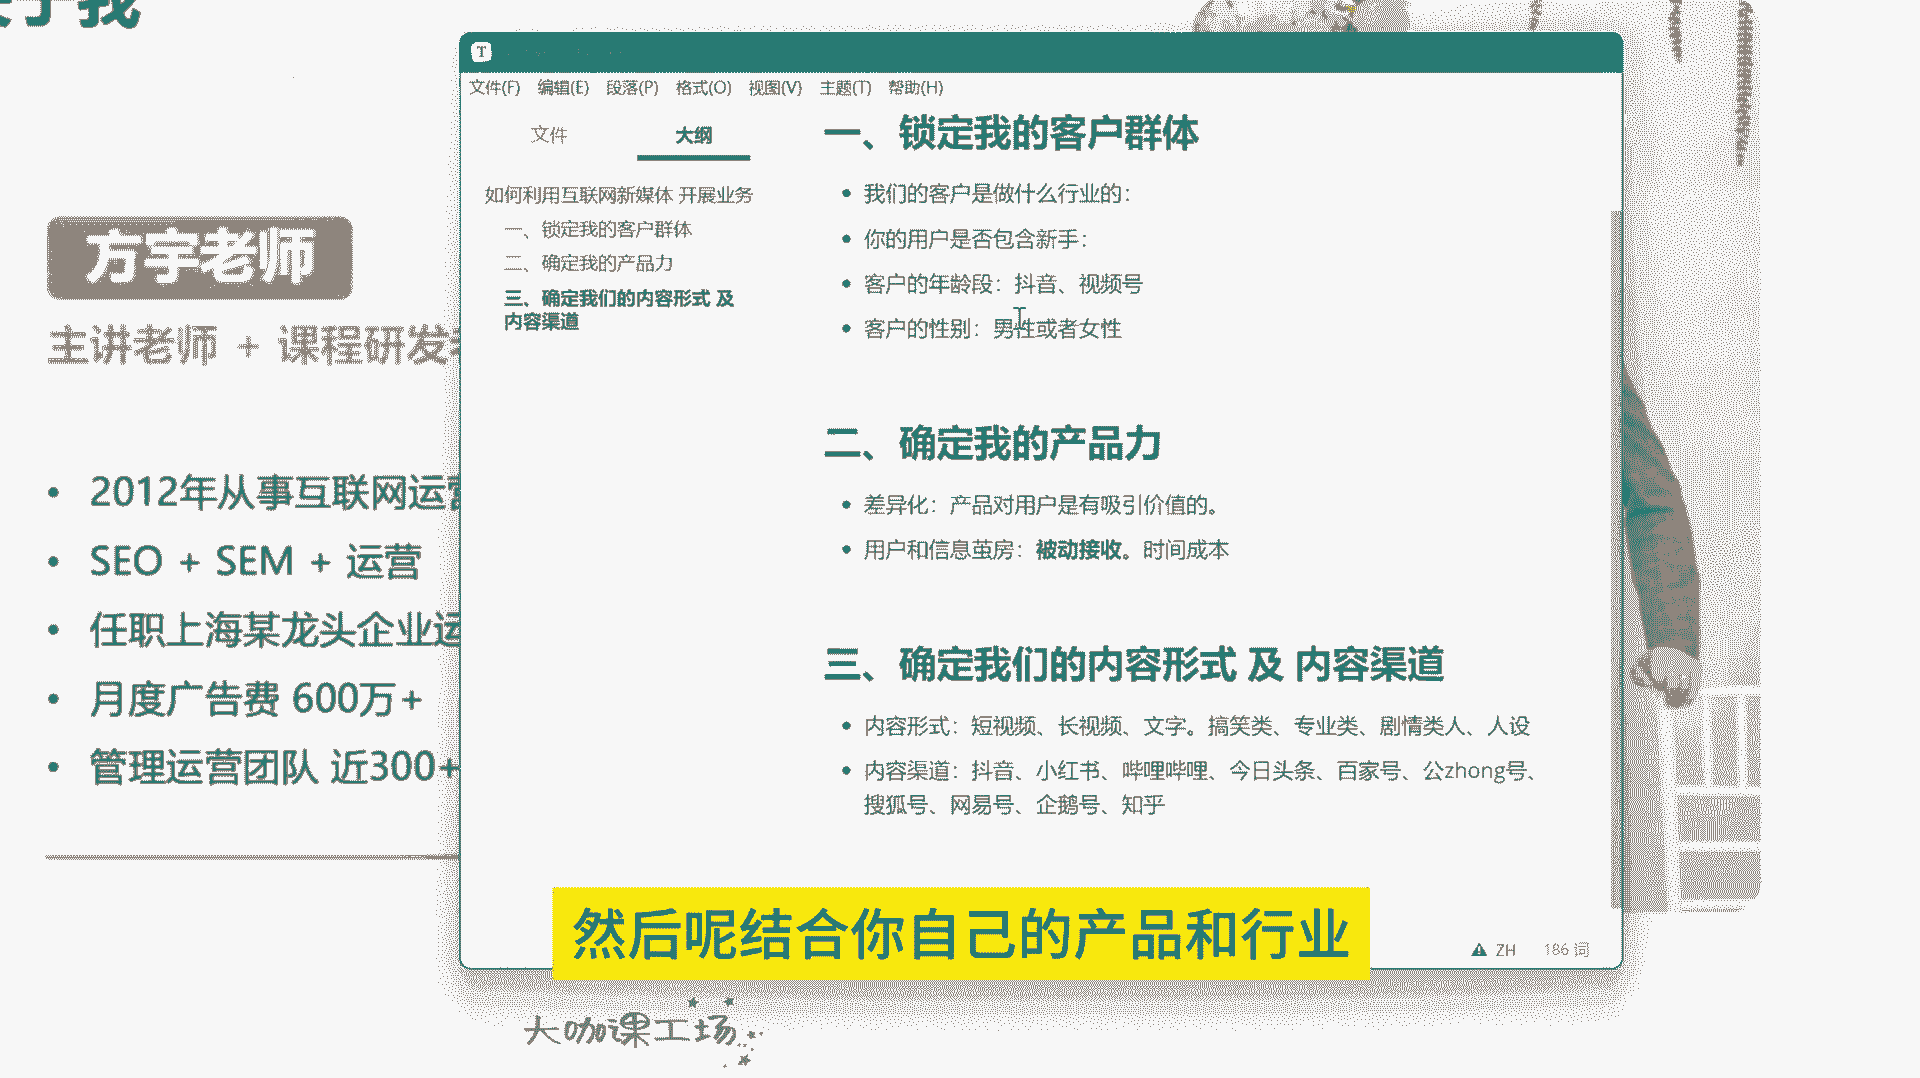 关于我
方宇老师
主讲老师 + 课程研发
2012年从事互联网运营
SEO + SEM + 运营
任职上海某龙头企业运
月度广告费 600万+
管理运营团队 近300+
T
文件(F) 编辑(E) 段落(P) 格式(O) 视图(V) 主题(T) 帮助(H)
文件 大纲
如何利用互联网新媒体 开展业务
一、锁定我的客户群体
二、确定我的产品力
三、确定我们的内容形式 及
内容渠道
一、锁定我的客户群体
我们的客户是做什么行业的：
你的用户是否包含新手：
客户的年龄段：抖音、视频号
客户的性别：男性或者女性
二、确定我的产品力
差异化：产品对用户是有吸引价值的。
用户和信息茧房：被动接收。时间成本
三、确定我们的内容形式 及 内容渠道
内容形式：短视频、长视频、文字。搞笑类、专业类、剧情类人、人设
内容渠道：抖音、小红书、哔哩哔哩、今日头条、百家号、公zhong号、
搜狐号、网易号、企鹅号、知乎
ZH 186 词
然后呢结合你自己的产品和行业
大咖课工场